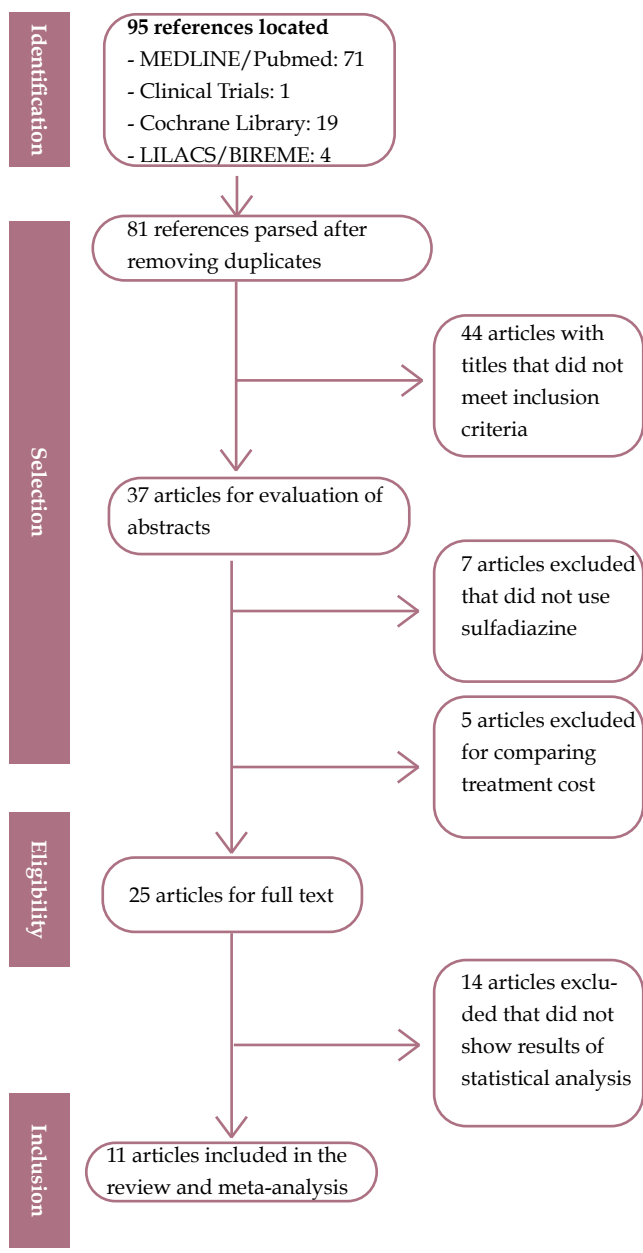 Identification
95 references located
- MEDLINE/Pubmed: 71
- Clinical Trials: 1
- Cochrane Library: 19
- LILACS/BIREME: 4
Selection
81 references parsed after
removing duplicates
44 articles with
titles that did not
meet inclusion
criteria
37 articles for evaluation of
abstracts
7 articles excluded
that did not use
sulfadiazine
5 articles excluded
for comparing
treatment cost
Eligibility
25 articles for full text
14 articles exclu-
ded that did not
show results of
statistical analysis
Inclusion
11 articles included in the
review and meta-analysis